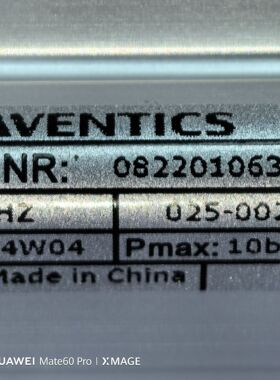 AVENTICS
NR: 082201063
HZ 025-00
4W04 Pmax: 10b
Made in China
HUAWEI Mate60 Pro | XMAGE